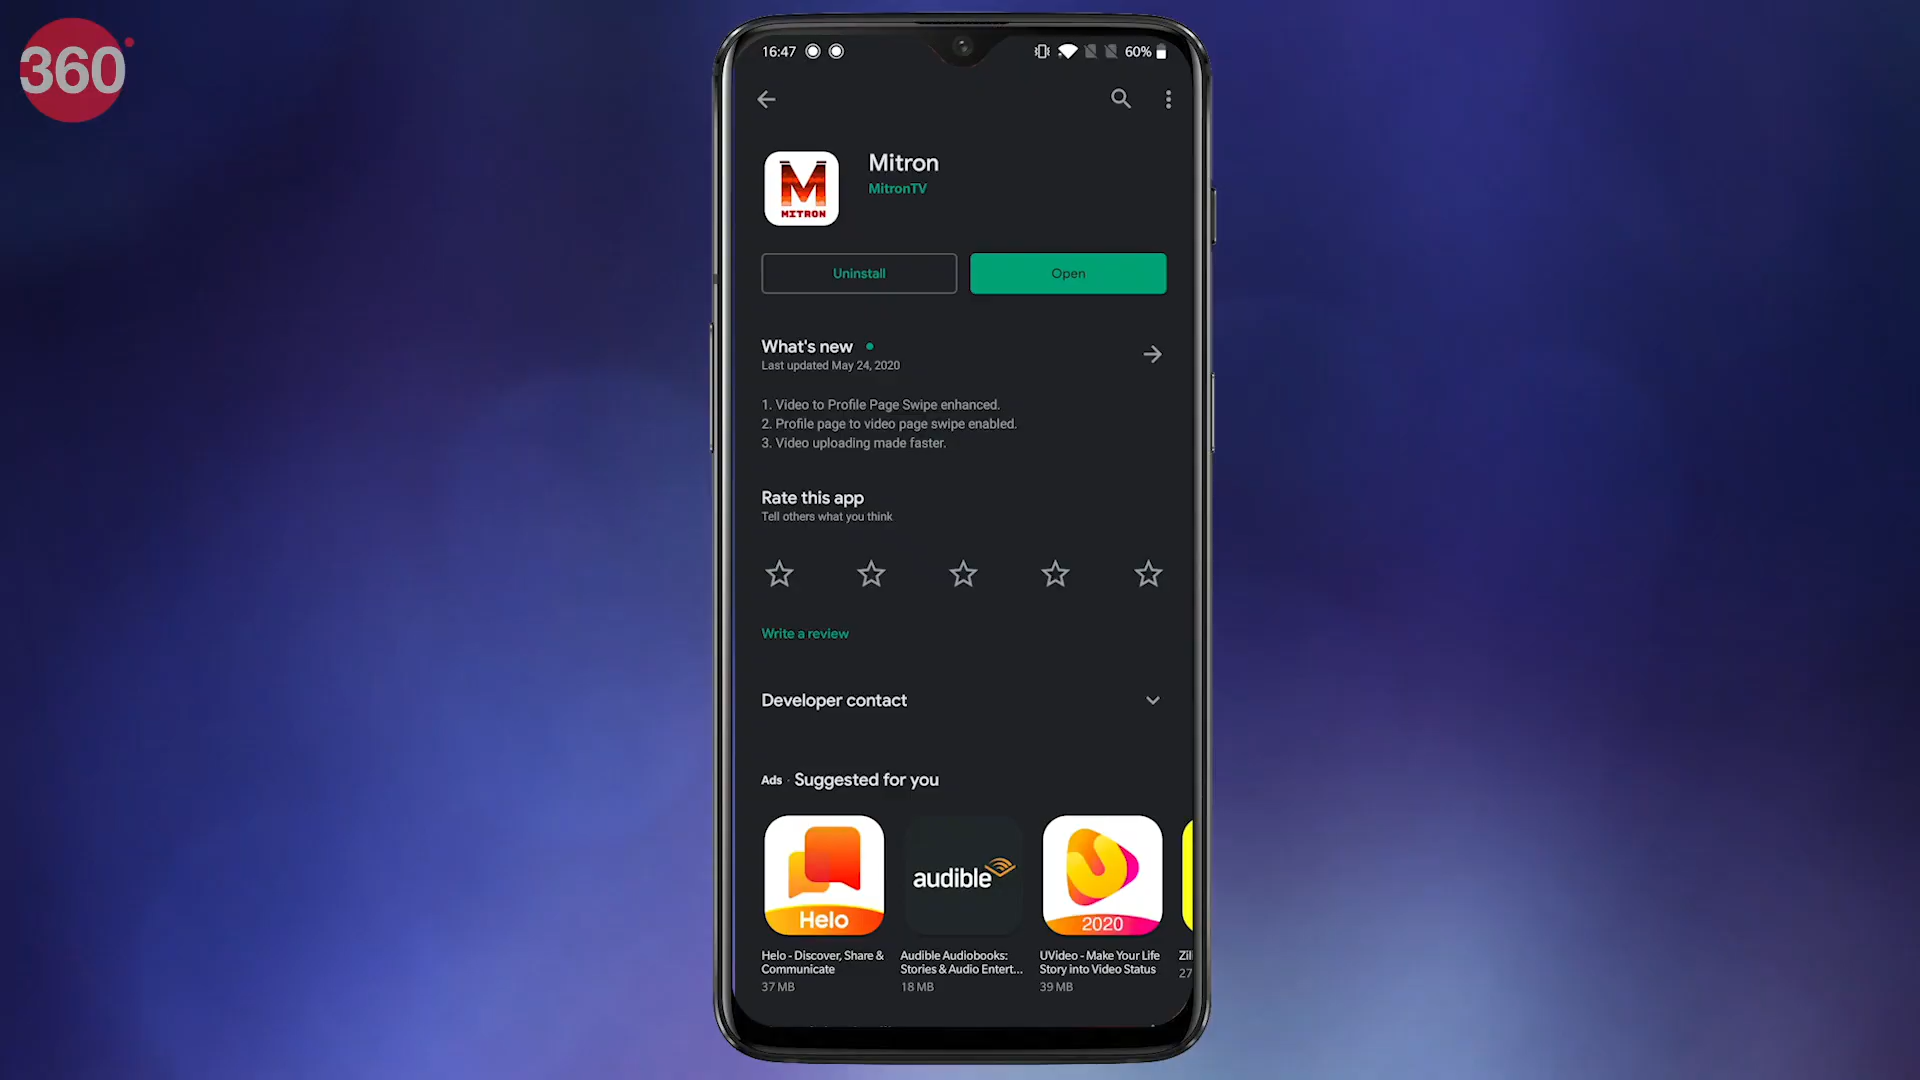 360
16:47
60%
Mitron
MitronTV
MITRON
Uninstall
Open
What's new
Last updated May 24, 2020
1. Video to Profile Page Swipe enhanced.
2. Profile page to video page swipe enabled.
3. Video uploading made faster.
Rate this app
Tell others what you think
Write a review
Developer contact
Ads · Suggested for you
Helo
audible
2020
Helo - Discover, Share &
Communicate
37 MB
Audible Audiobooks:
Stories & Audio Entert...
18 MB
UVideo - Make Your Life
Story into Video Status
39 MB
Zil
27